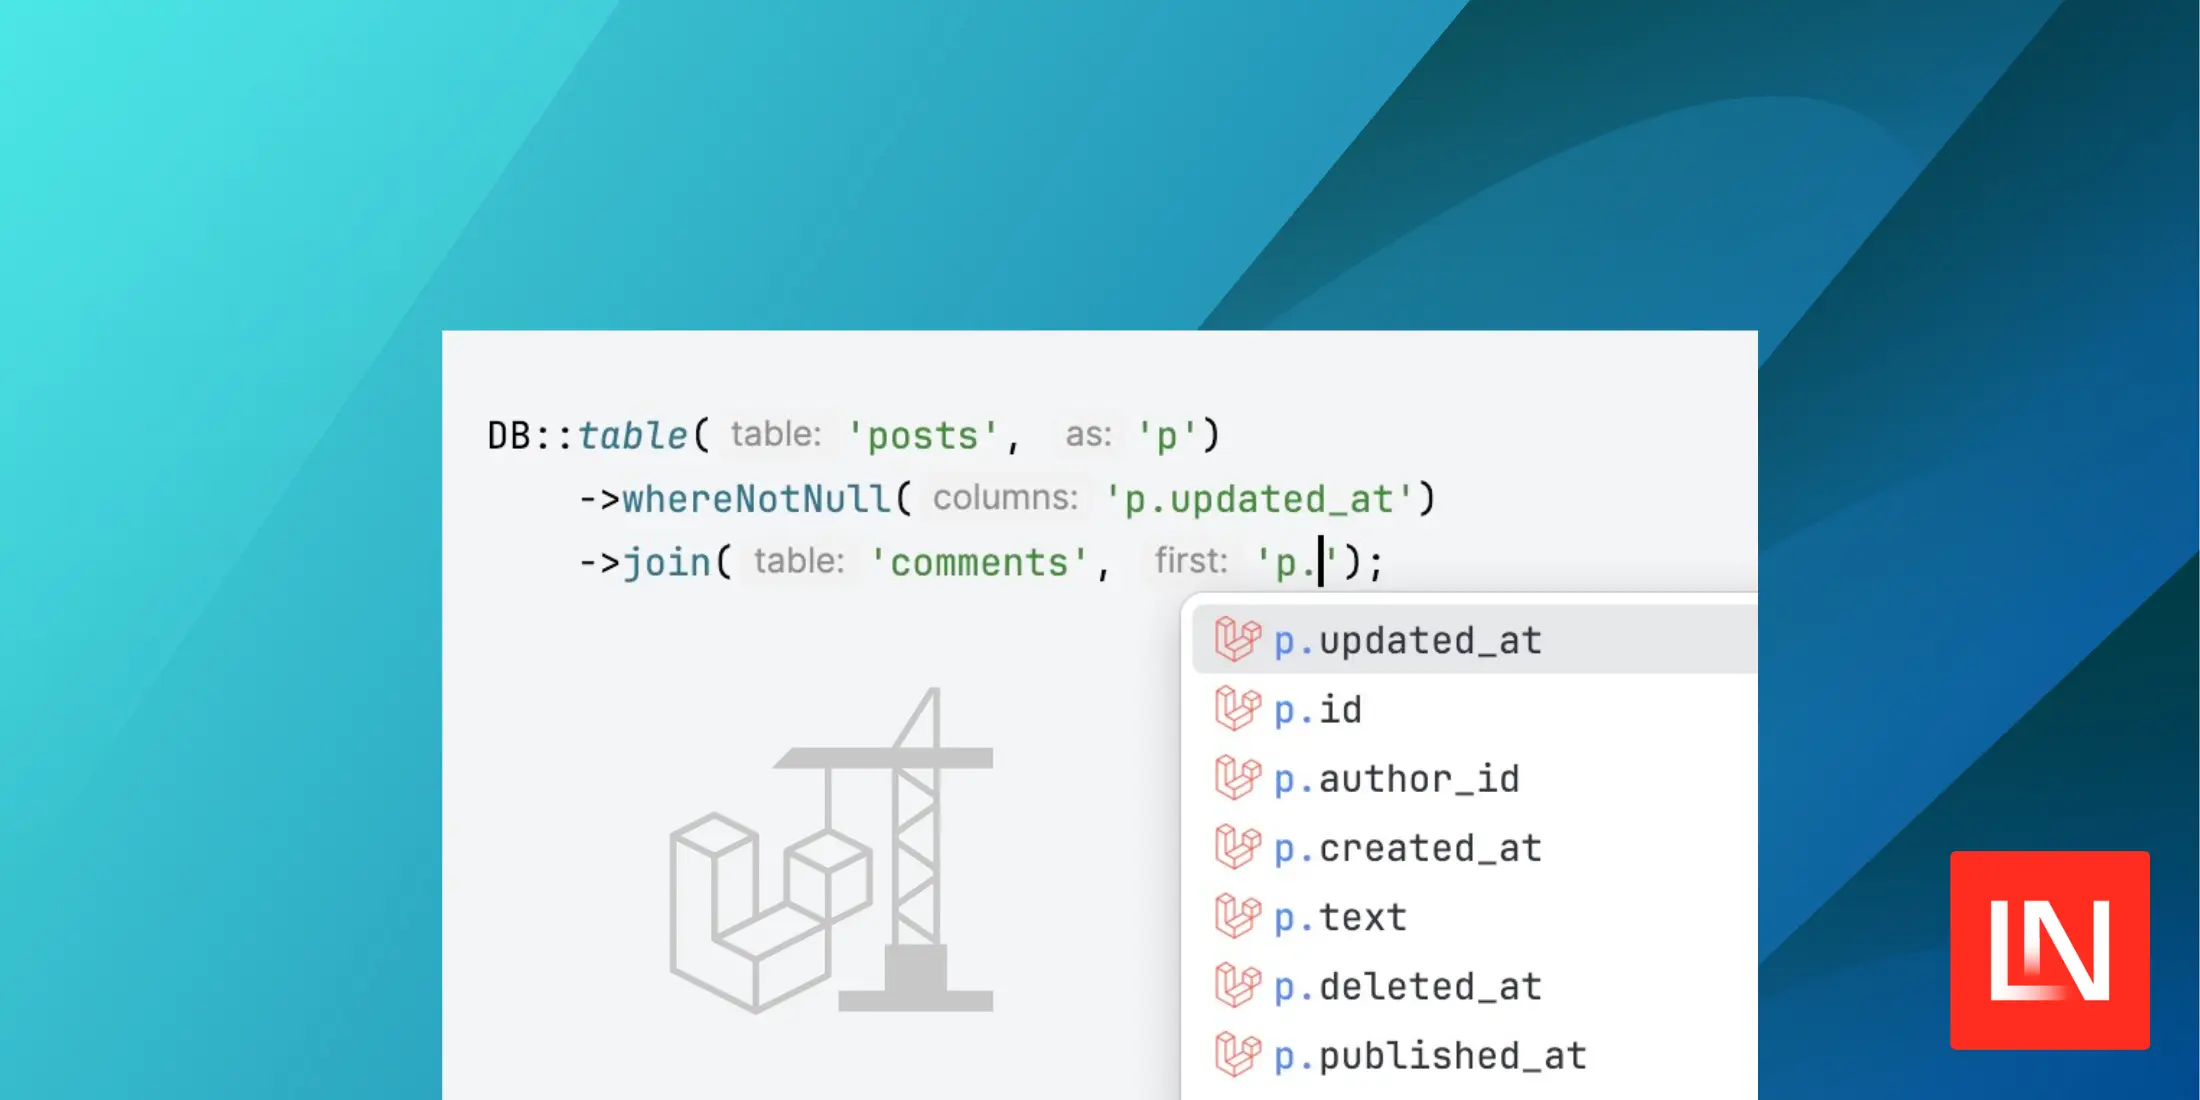 DB::table( table: 'posts', as: 'p')
->whereNotNull( columns: 'p.updated_at')
->join( table: 'comments', first: 'p.');
p.updated_at
p.id
p.author_id
p.created_at
p.text
p.deleted_at
p.published_at
LN